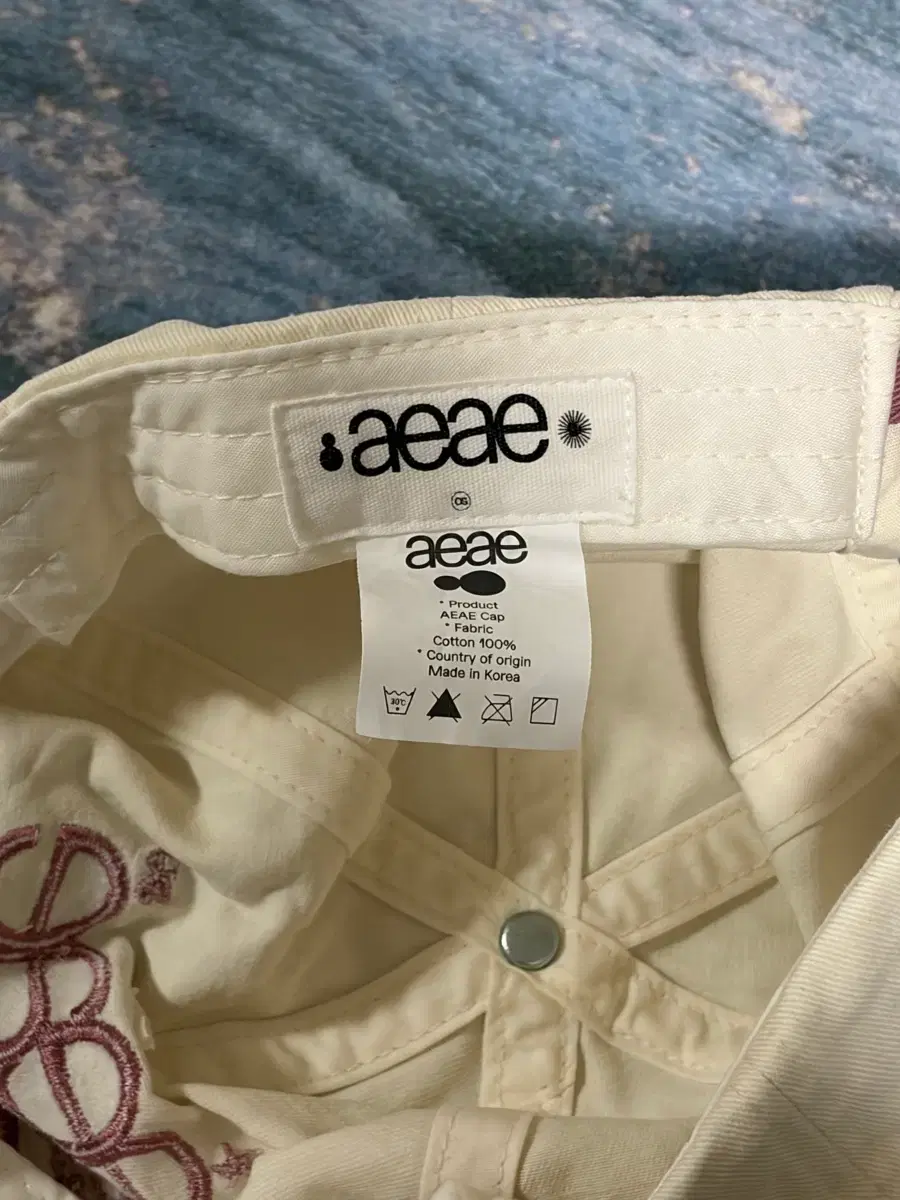 aeae
OS
aeae
* Product
AEAE Cap
* Fabric
Cotton 100%
* Country of origin
Made in Korea
30°C